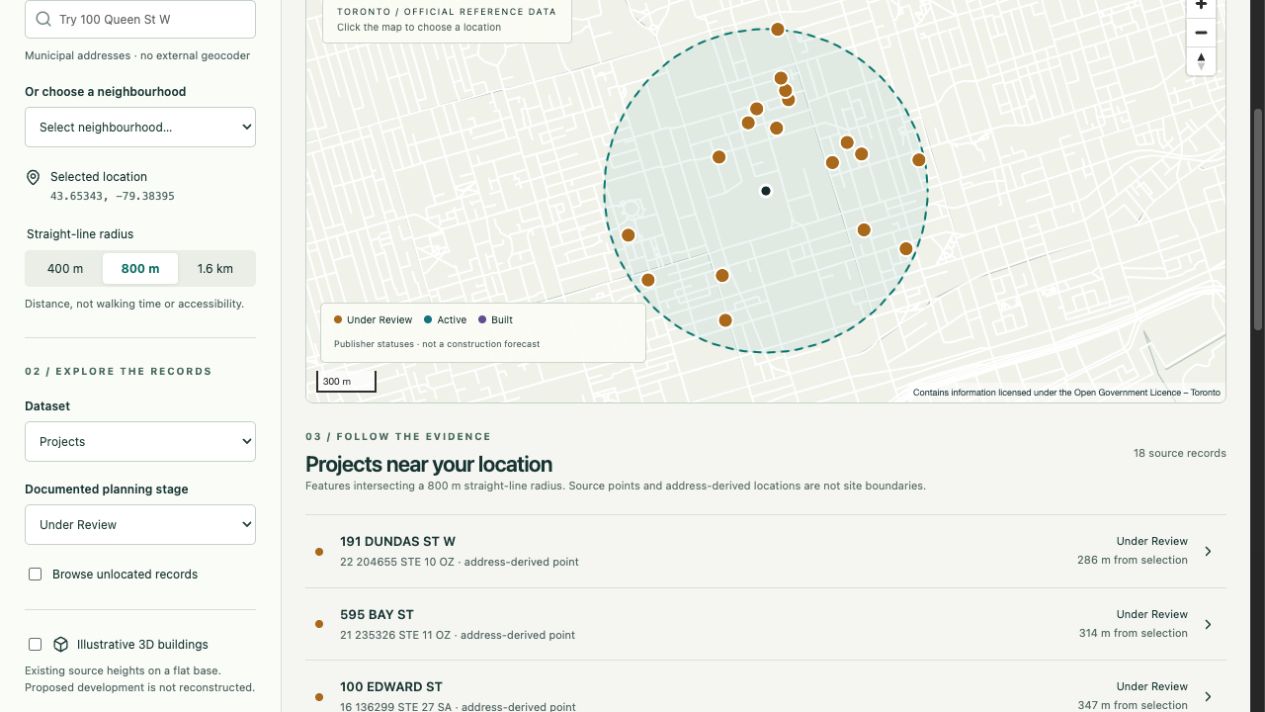 Try 100 Queen St W
Municipal addresses · no external geocoder
Or choose a neighbourhood
Select neighbourhood...
Selected location
43.65343, −79.38395
Straight-line radius
400 m
800 m
1.6 km
Distance, not walking time or accessibility.
02 / EXPLORE THE RECORDS
Dataset
Projects
Documented planning stage
Under Review
Browse unlocated records
Illustrative 3D buildings
Existing source heights on a flat base.
Proposed development is not reconstructed.
TORONTO / OFFICIAL REFERENCE DATA
Click the map to choose a location
Under Review
Active
Built
Publisher statuses · not a construction forecast
300 m
Contains information licensed under the Open Government Licence – Toronto
03 / FOLLOW THE EVIDENCE
Projects near your location
18 source records
Features intersecting a 800 m straight-line radius. Source points and address-derived locations are not site boundaries.
191 DUNDAS ST W
22 204655 STE 10 OZ · address-derived point
Under Review
286 m from selection
595 BAY ST
21 235326 STE 11 OZ · address-derived point
Under Review
314 m from selection
100 EDWARD ST
16 136299 STE 27 SA · address-derived point
Under Review
347 m from selection